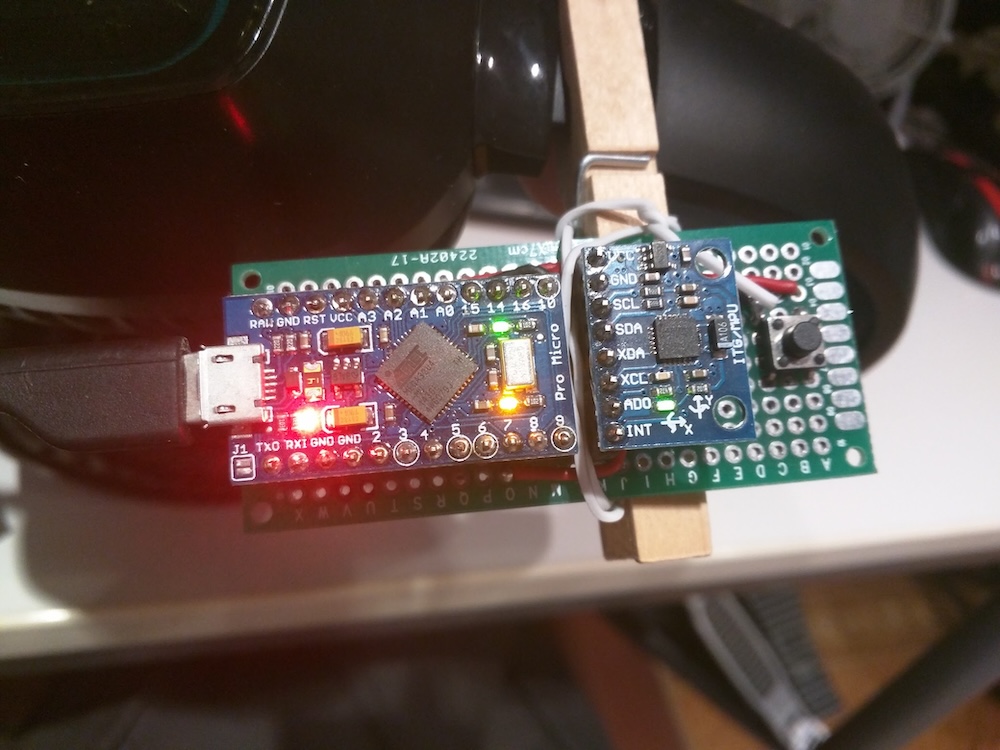 22402A-17
x7cm
RAW GND RST VCC A3 A2 A1 A0 15 14 16 10
Pro Micro
J1
TXO RXI GND GND 2 3 4 5 6 7 8 9
VCC
GND
SCL
SDA
XDA
XCL
ADO
INT
ITG/MPU
A106
Y
X
X W V U T S R Q P O N M J I H G F E D C B A